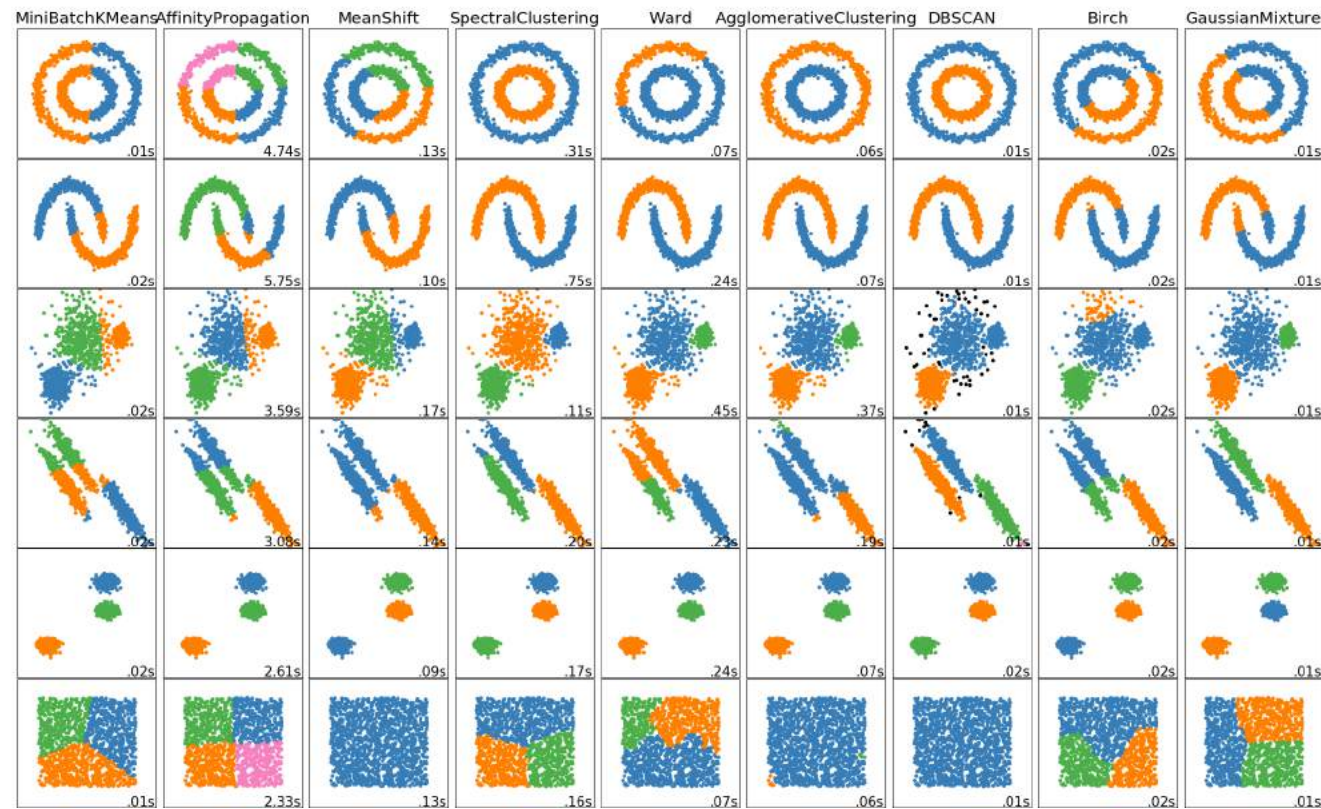 MiniBatchKMeans AffinityPropagation MeanShift SpectralClustering Ward AgglomerativeClustering DBSCAN Birch GaussianMixture
.01s 4.74s .13s .31s .07s .06s .01s .02s .01s
.02s 5.75s .10s .75s .24s .07s .01s .02s .01s
.02s 3.59s .17s .11s .45s .37s .01s .02s .01s
.02s 3.08s .14s .20s .23s .19s .01s .02s .01s
.02s 2.61s .09s .17s .24s .07s .02s .02s .01s
.01s 2.33s .13s .16s .07s .06s .01s .02s .01s